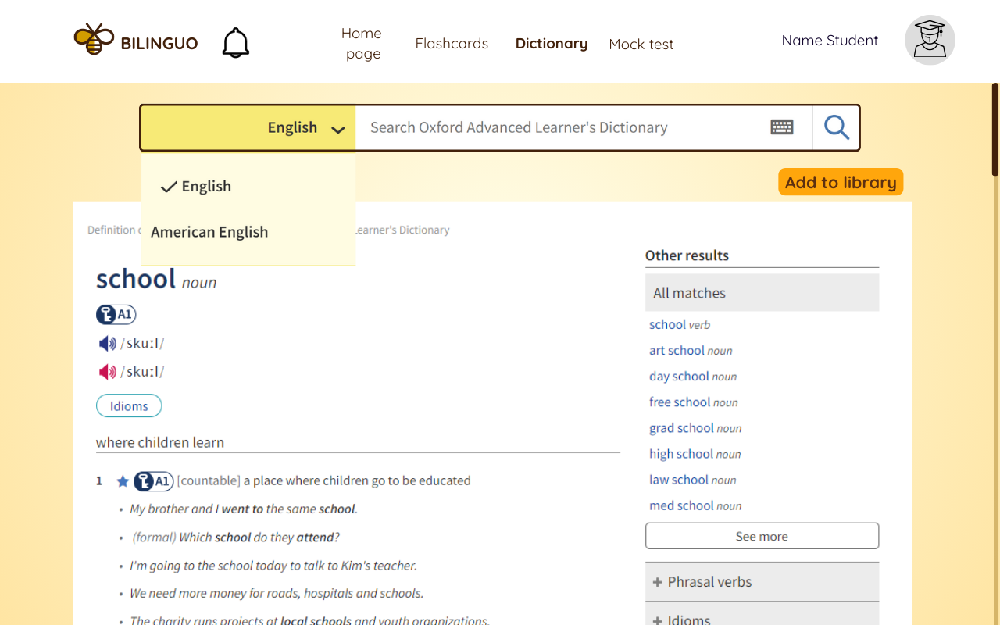 BILINGUO
Home
page
Flashcards
Dictionary
Mock test
Name Student
English
Search Oxford Advanced Learner's Dictionary
English
American English
Add to library
Definition
Learner's Dictionary
school noun
A1
/skuːl/
/skuːl/
Idioms
where children learn
1 A1 [countable] a place where children go to be educated
• My brother and I went to the same school.
• (formal) Which school do they attend?
• I'm going to the school today to talk to Kim's teacher.
• We need more money for roads, hospitals and schools.
• The charity runs projects at local schools and youth organizations.
Other results
All matches
school verb
art school noun
day school noun
free school noun
grad school noun
high school noun
law school noun
med school noun
See more
+ Phrasal verbs
+ Idioms